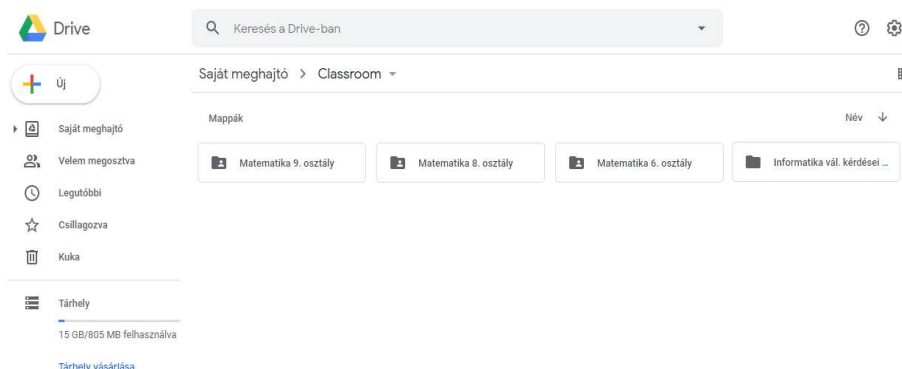 Drive
Keresés a Drive-ban
Új
Saját meghajtó > Classroom
Saját meghajtó
Velem megosztva
Legutóbbi
Csillagozva
Kuka
Tárhely
15 GB/805 MB felhasználva
Tárhely vásárlása
Mappák
Név
Matematika 9. osztály
Matematika 8. osztály
Matematika 6. osztály
Informatika vál. kérdései ...